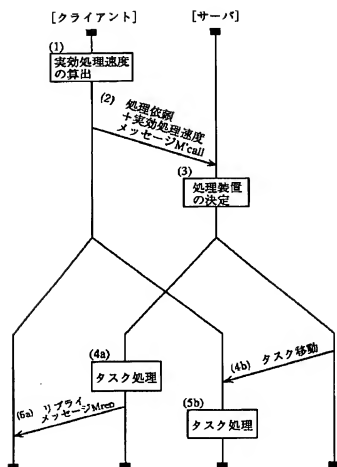 [クライアント]
[サーバ]
(1)
実効処理速度
の算出
(2)
処理依頼
+実効処理速度
メッセージM'call
(3)
処理装置
の決定
(4a)
タスク処理
(4b)
タスク移動
(5a)
リプライ
メッセージMrep
(5b)
タスク処理